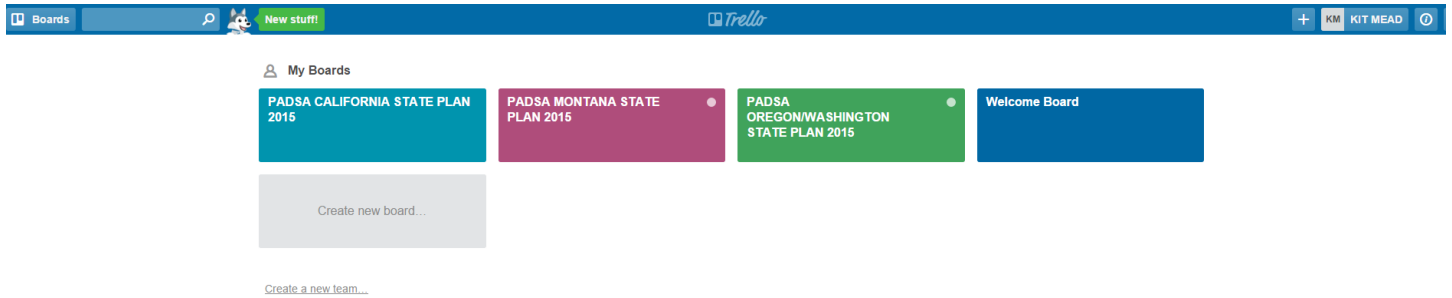 Boards
New stuff!
Trello
+
KM KIT MEAD
My Boards
PADSA CALIFORNIA STATE PLAN
2015
PADSA MONTANA STATE
PLAN 2015
PADSA
OREGON/WASHINGTON
STATE PLAN 2015
Welcome Board
Create new board…
Create a new team…